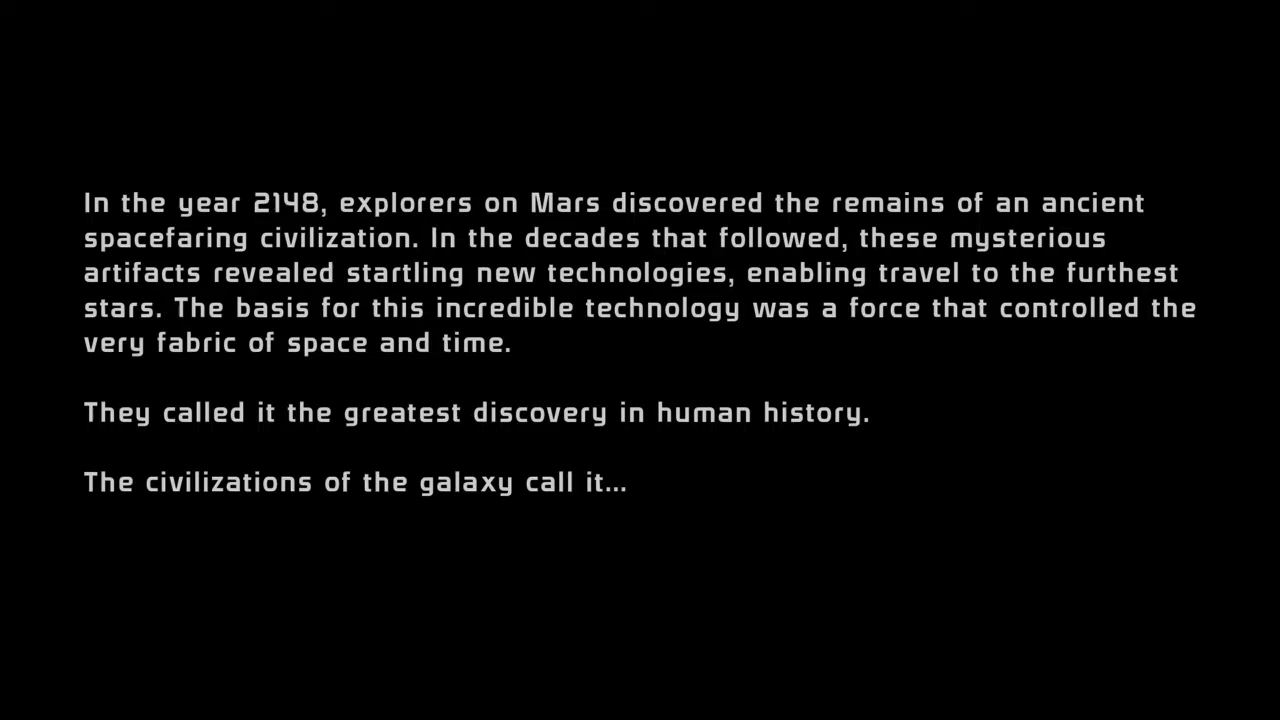 In the year 2148, explorers on Mars discovered the remains of an ancient
spacefaring civilization. In the decades that followed, these mysterious
artifacts revealed startling new technologies, enabling travel to the furthest
stars. The basis for this incredible technology was a force that controlled the
very fabric of space and time.
They called it the greatest discovery in human history.
The civilizations of the galaxy call it...